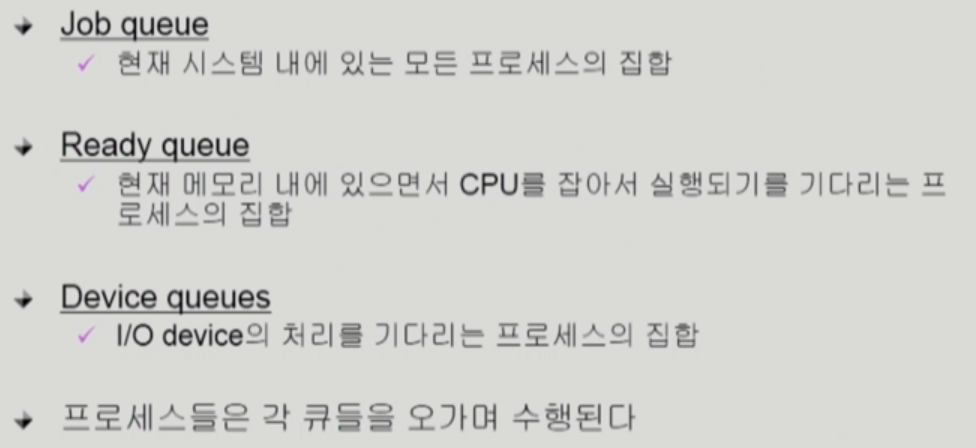 Job queue
현재 시스템 내에 있는 모든 프로세스의 집합
Ready queue
현재 메모리 내에 있으면서 CPU를 잡아서 실행되기를 기다리는 프
로세스의 집합
Device queues
I/O device의 처리를 기다리는 프로세스의 집합
프로세스들은 각 큐들을 오가며 수행된다